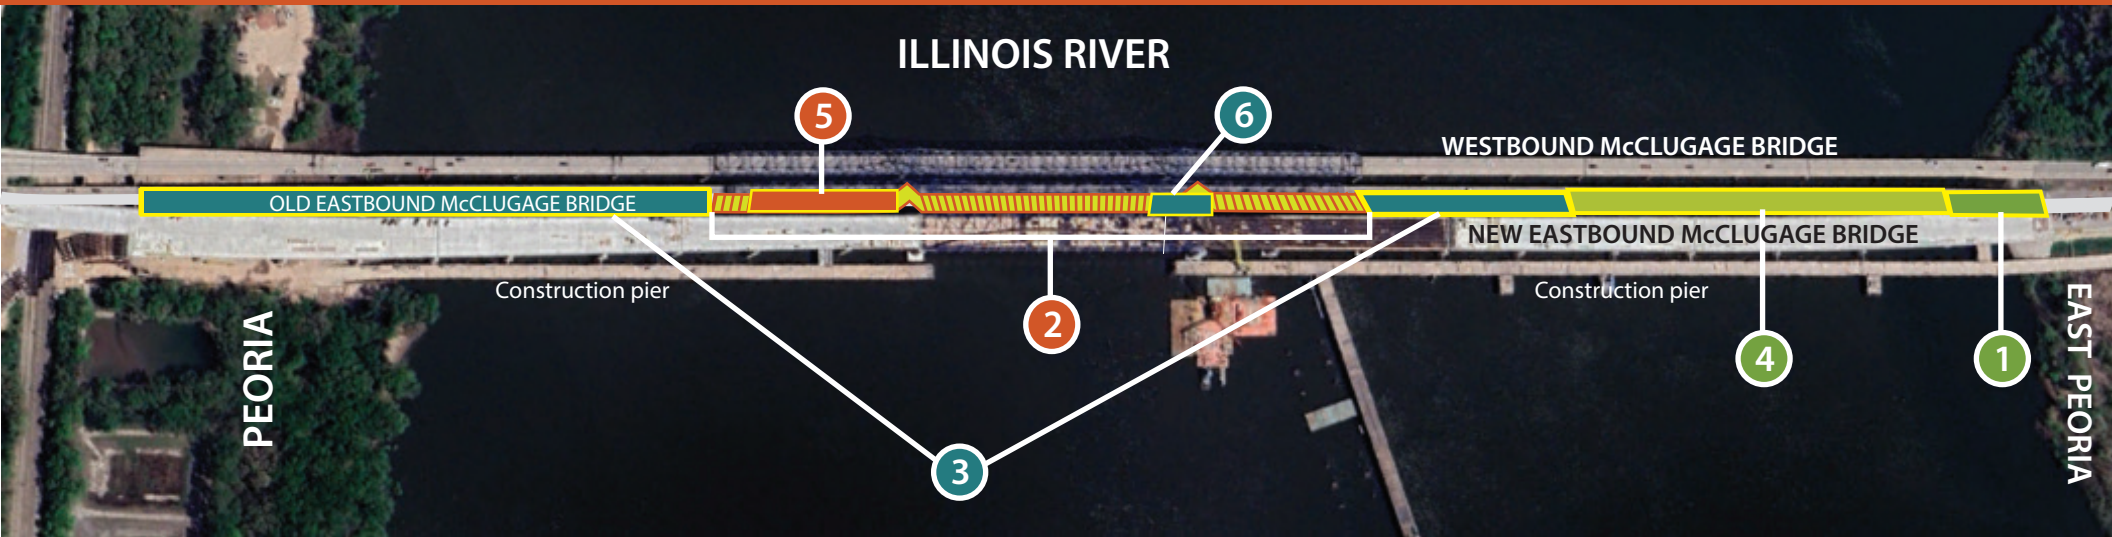 ILLINOIS RIVER
5
6
WESTBOUND McCLUGAGE BRIDGE
OLD EASTBOUND McCLUGAGE BRIDGE
NEW EASTBOUND McCLUGAGE BRIDGE
Construction pier
Construction pier
PEORIA
EAST PEORIA
2
4
1
3